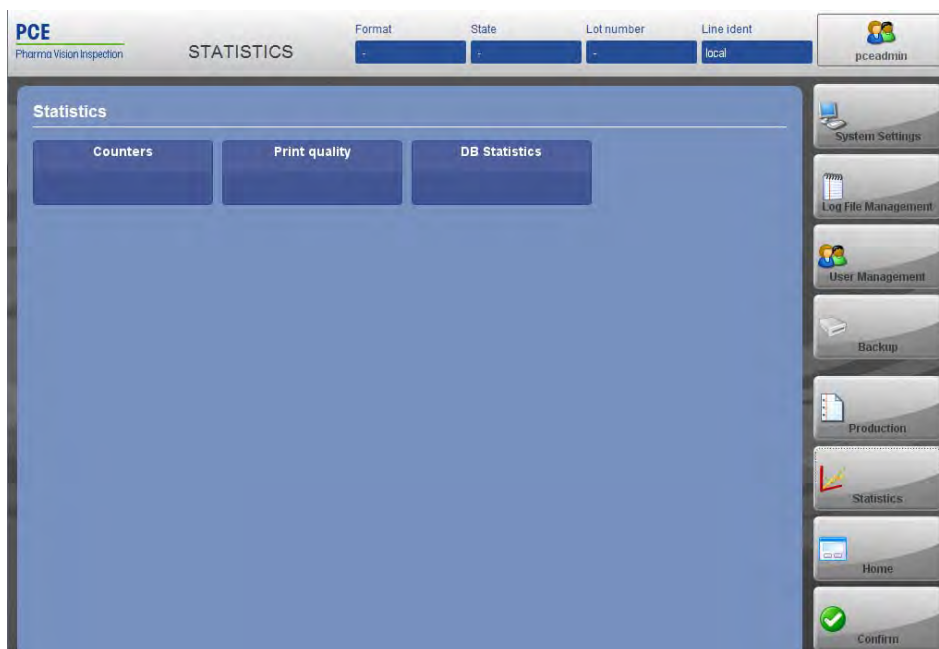 PCE
Pharma Vision Inspection
STATISTICS
Format
-
State
-
Lot number
-
Line ident
local
pceadmin
Statistics
Counters
Print quality
DB Statistics
System Settings
Log File Management
User Management
Backup
Production
Statistics
Home
Confirm